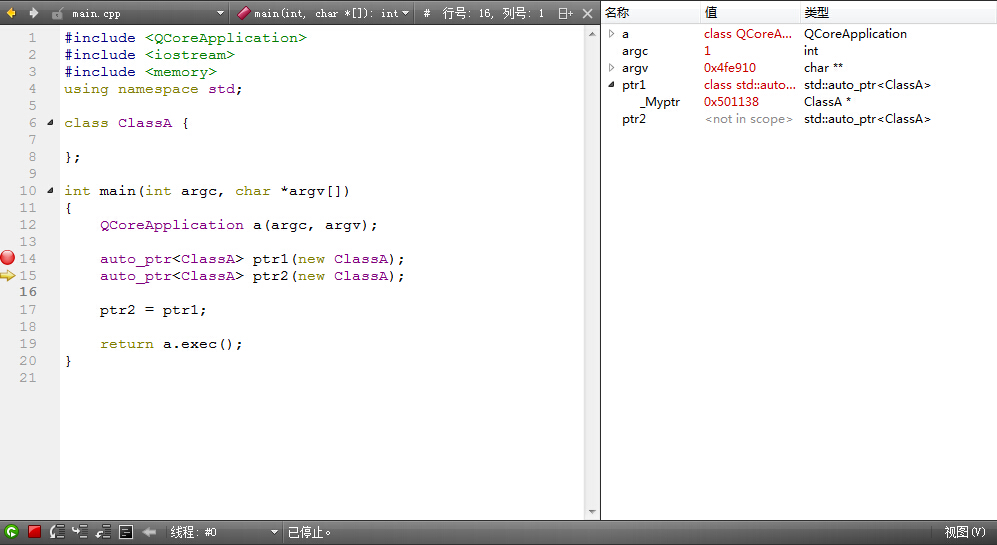 main.cpp main(int, char *[]): int # 行号: 16, 列号: 1
1 #include <QCoreApplication>
2 #include <iostream>
3 #include <memory>
4 using namespace std;
5
6 class ClassA {
7
8 };
9
10 int main(int argc, char *argv[])
11 {
12 QCoreApplication a(argc, argv);
13
14 auto_ptr<ClassA> ptr1(new ClassA);
15 auto_ptr<ClassA> ptr2(new ClassA);
16
17 ptr2 = ptr1;
18
19 return a.exec();
20 }
21
名称 值 类型
a class QCoreA... QCoreApplication
argc 1 int
argv 0x4fe910 char **
ptr1 class std::auto... std::auto_ptr<ClassA>
_Myptr 0x501138 ClassA *
ptr2 <not in scope> std::auto_ptr<ClassA>
线程: #0 已停止。 视图(V)